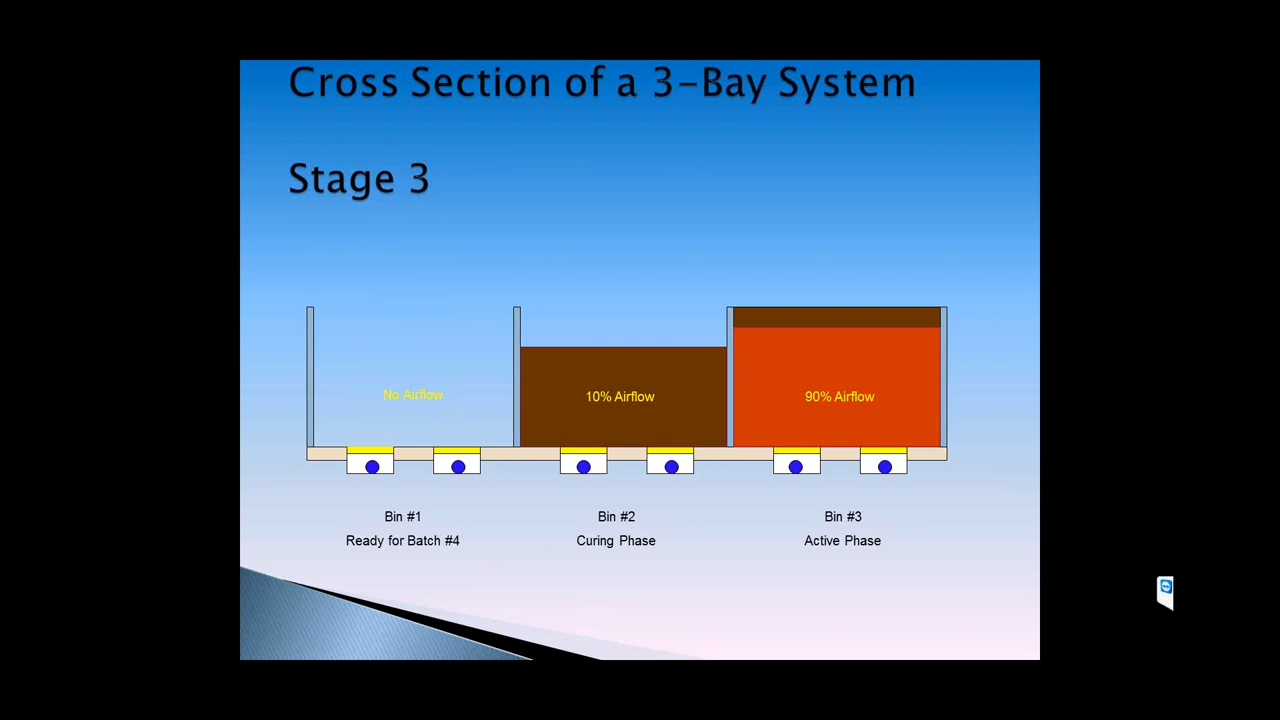 Cross Section of a 3-Bay System
Stage 3
No Airflow
10% Airflow
90% Airflow
Bin #1
Ready for Batch #4
Bin #2
Curing Phase
Bin #3
Active Phase